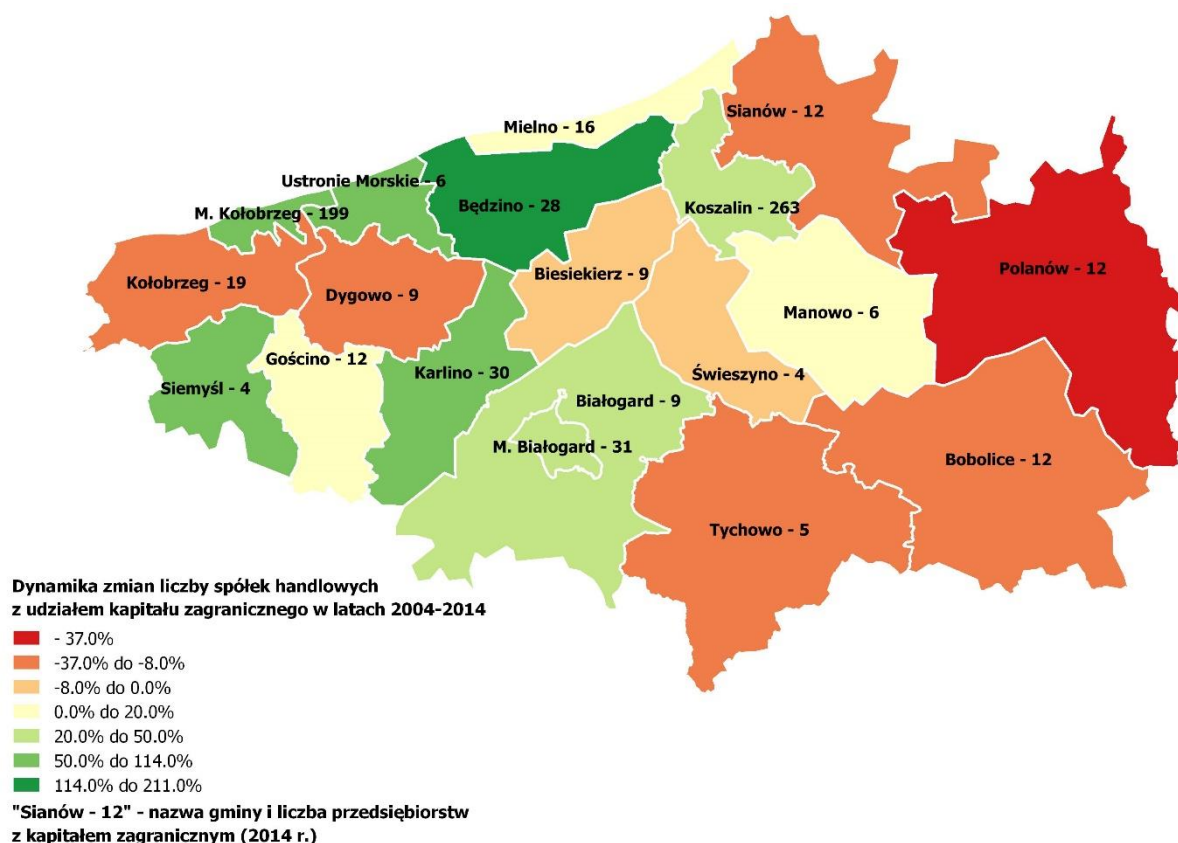 Sianów - 12
Mielno - 16
Ustronie Morskie - 6
M. Kołobrzeg - 199
Będzino - 28
Koszalin - 263
Kołobrzeg - 19
Dygowo - 9
Biesiekierz - 9
Polanów - 12
Manowo - 6
Gościno - 12
Siemyśl - 4
Karlino - 30
Świeszyno - 4
Białogard - 9
M. Białogard - 31
Bobolice - 12
Tychowo - 5
Dynamika zmian liczby spółek handlowych
z udziałem kapitału zagranicznego w latach 2004-2014
- 37.0%
-37.0% do -8.0%
-8.0% do 0.0%
0.0% do 20.0%
20.0% do 50.0%
50.0% do 114.0%
114.0% do 211.0%
"Sianów - 12" - nazwa gminy i liczba przedsiębiorstw
z kapitałem zagranicznym (2014 r.)